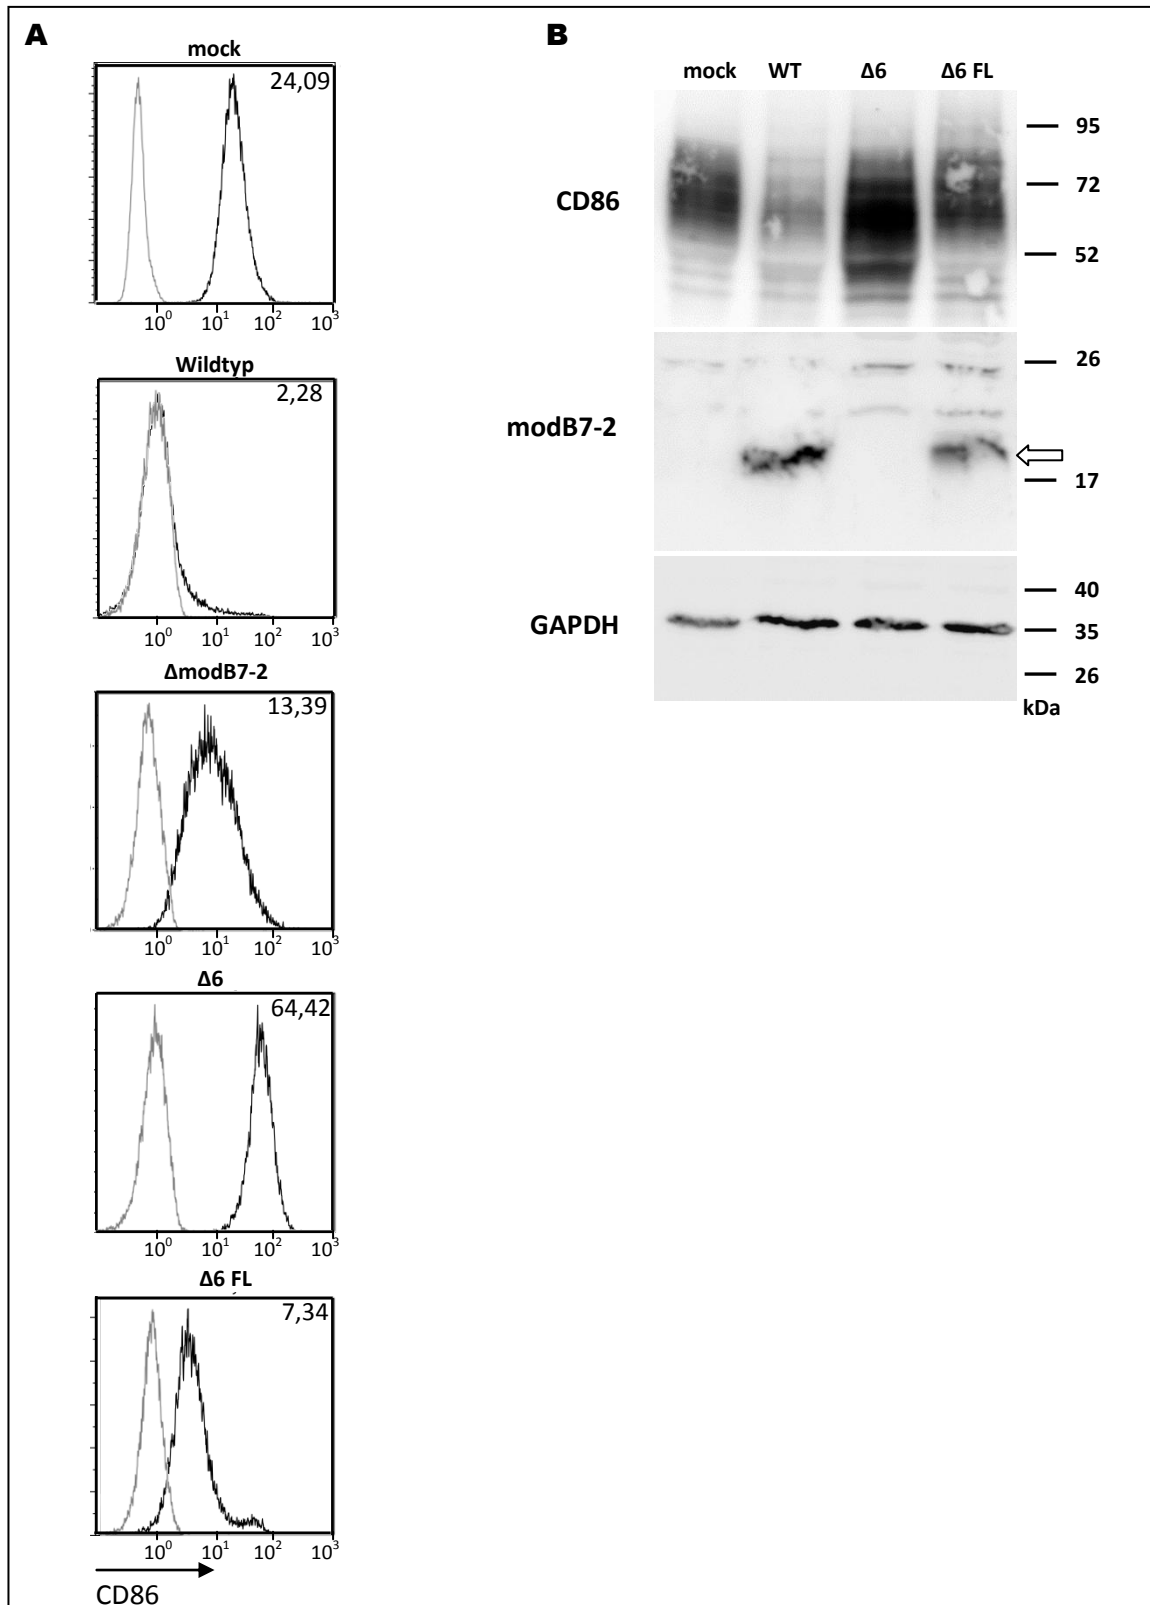 A
mock
24,09
10⁰ 10¹ 10² 10³
Wildtyp
2,28
10⁰ 10¹ 10² 10³
ΔmodB7-2
13,39
10⁰ 10¹ 10² 10³
Δ6
64,42
10⁰ 10¹ 10² 10³
Δ6 FL
7,34
10⁰ 10¹ 10² 10³
CD86
B
mock WT Δ6 Δ6 FL
95
CD86
72
52
26
modB7-2
17
40
GAPDH
35
26
kDa